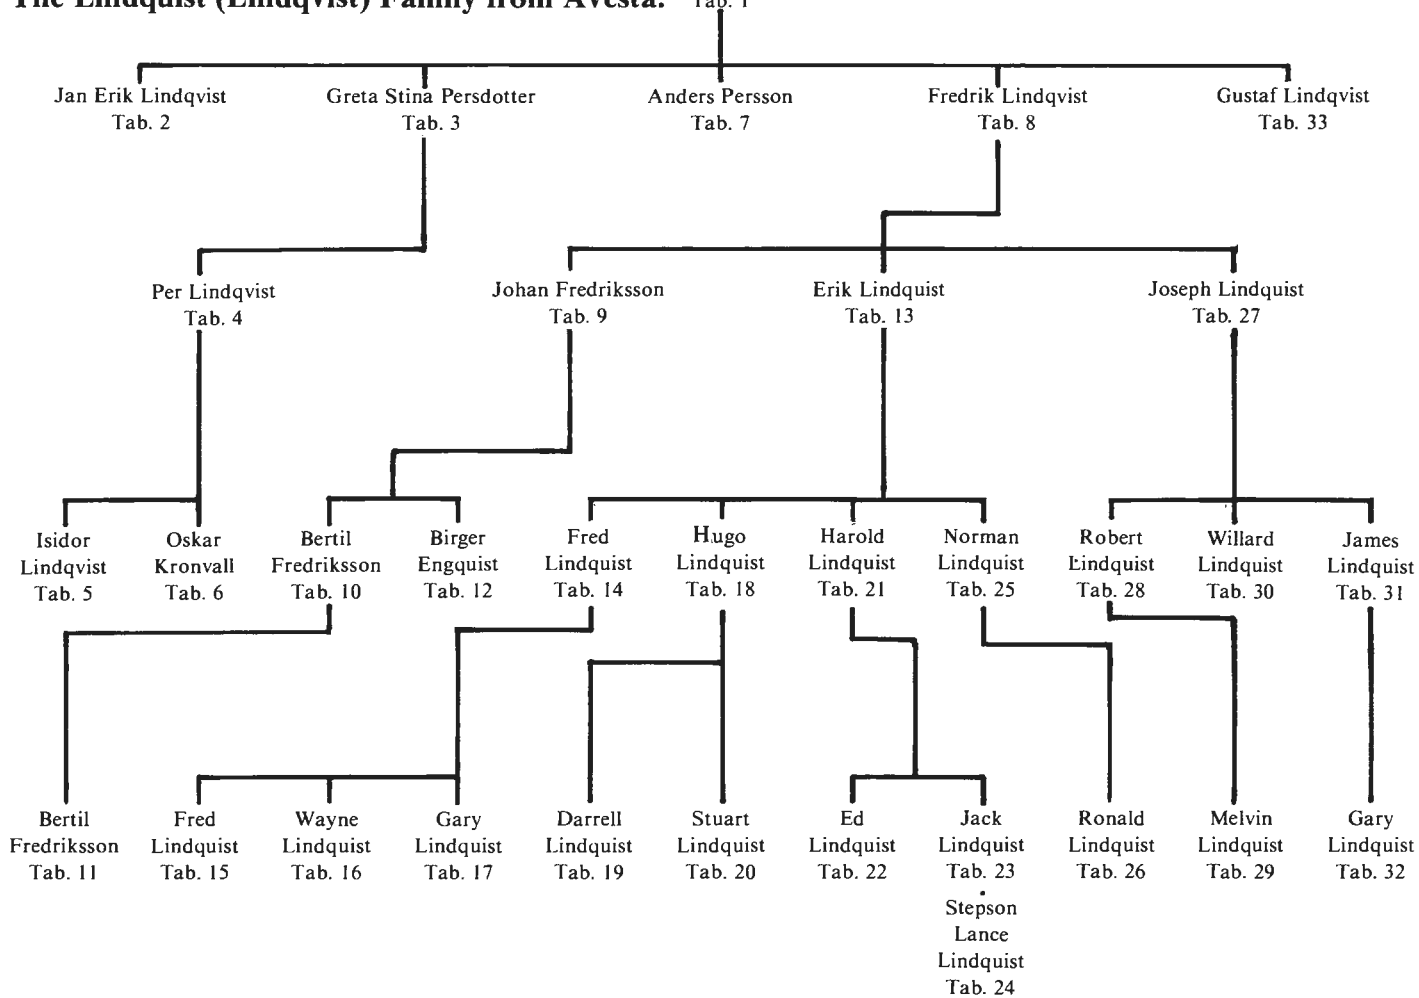 The Lindquist (Lindqvist) Family from Avesta.
Tab. 1
Jan Erik Lindqvist
Tab. 2
Greta Stina Persdotter
Tab. 3
Anders Persson
Tab. 7
Fredrik Lindqvist
Tab. 8
Gustaf Lindqvist
Tab. 33
Per Lindqvist
Tab. 4
Johan Fredriksson
Tab. 9
Erik Lindquist
Tab. 13
Joseph Lindquist
Tab. 27
Isidor
Lindqvist
Tab. 5
Oskar
Kronvall
Tab. 6
Bertil
Fredriksson
Tab. 10
Birger
Engquist
Tab. 12
Fred
Lindquist
Tab. 14
Hugo
Lindquist
Tab. 18
Harold
Lindquist
Tab. 21
Norman
Lindquist
Tab. 25
Robert
Lindquist
Tab. 28
Willard
Lindquist
Tab. 30
James
Lindquist
Tab. 31
Bertil
Fredriksson
Tab. 11
Fred
Lindquist
Tab. 15
Wayne
Lindquist
Tab. 16
Gary
Lindquist
Tab. 17
Darrell
Lindquist
Tab. 19
Stuart
Lindquist
Tab. 20
Ed
Lindquist
Tab. 22
Jack
Lindquist
Tab. 23
Stepson
Lance
Lindquist
Tab. 24
Ronald
Lindquist
Tab. 26
Melvin
Lindquist
Tab. 29
Gary
Lindquist
Tab. 32